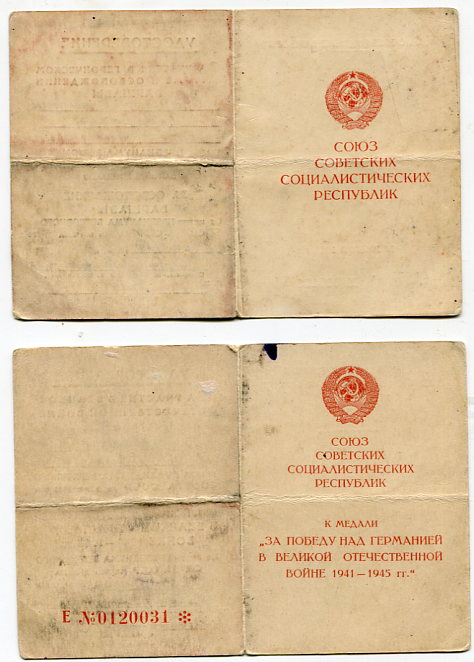 СОЮЗ
СОВЕТСКИХ
СОЦИАЛИСТИЧЕСКИХ
РЕСПУБЛИК
СОЮЗ
СОВЕТСКИХ
СОЦИАЛИСТИЧЕСКИХ
РЕСПУБЛИК
К МЕДАЛИ
„ЗА ПОБЕДУ НАД ГЕРМАНИЕЙ
В ВЕЛИКОЙ ОТЕЧЕСТВЕННОЙ
ВОЙНЕ 1941—1945 гг.“
Е №0120031 ❊